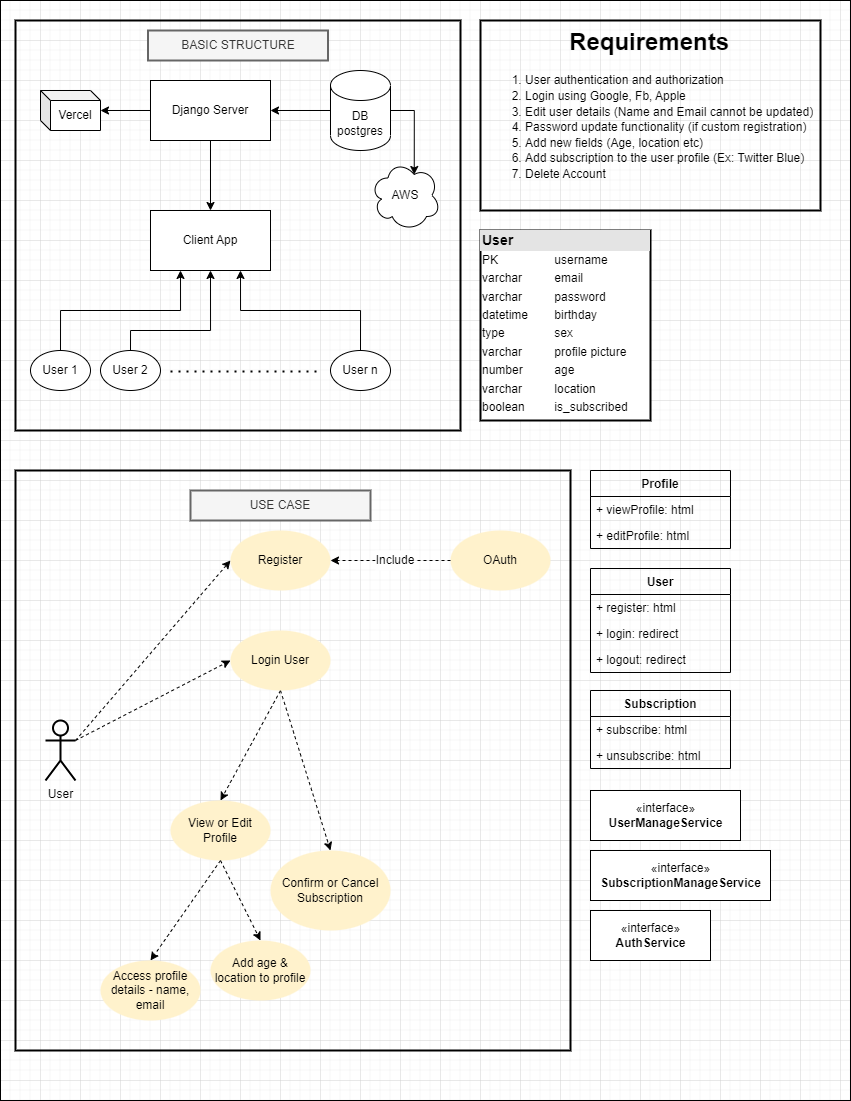 BASIC STRUCTURE
Vercel
Django Server
DB
postgres
AWS
Client App
User 1
User 2
User n
Requirements
1. User authentication and authorization
2. Login using Google, Fb, Apple
3. Edit user details (Name and Email cannot be updated)
4. Password update functionality (if custom registration)
5. Add new fields (Age, location etc)
6. Add subscription to the user profile (Ex: Twitter Blue)
7. Delete Account
User
PK username
varchar email
varchar password
datetime birthday
type sex
varchar profile picture
number age
varchar location
boolean is_subscribed
USE CASE
Register
Include
OAuth
Login User
User
View or Edit
Profile
Confirm or Cancel
Subscription
Access profile
details - name,
email
Add age &
location to profile
Profile
+ viewProfile: html
+ editProfile: html
User
+ register: html
+ login: redirect
+ logout: redirect
Subscription
+ subscribe: html
+ unsubscribe: html
«interface»
UserManageService
«interface»
SubscriptionManageService
«interface»
AuthService